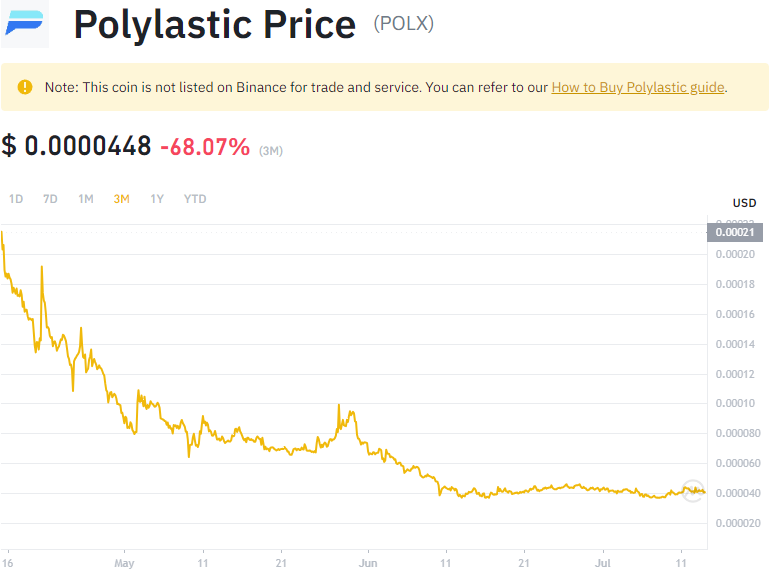 Polylastic Price (POLX)
Note: This coin is not listed on Binance for trade and service. You can refer to our How to Buy Polylastic guide.
$ 0.0000448 -68.07% (3M)
1D 7D 1M 3M 1Y YTD
USD
0.00021
0.00020
0.00018
0.00016
0.00014
0.00012
0.00010
0.000080
0.000060
0.000040
0.000020
16 May 11 21 Jun 11 21 Jul 11